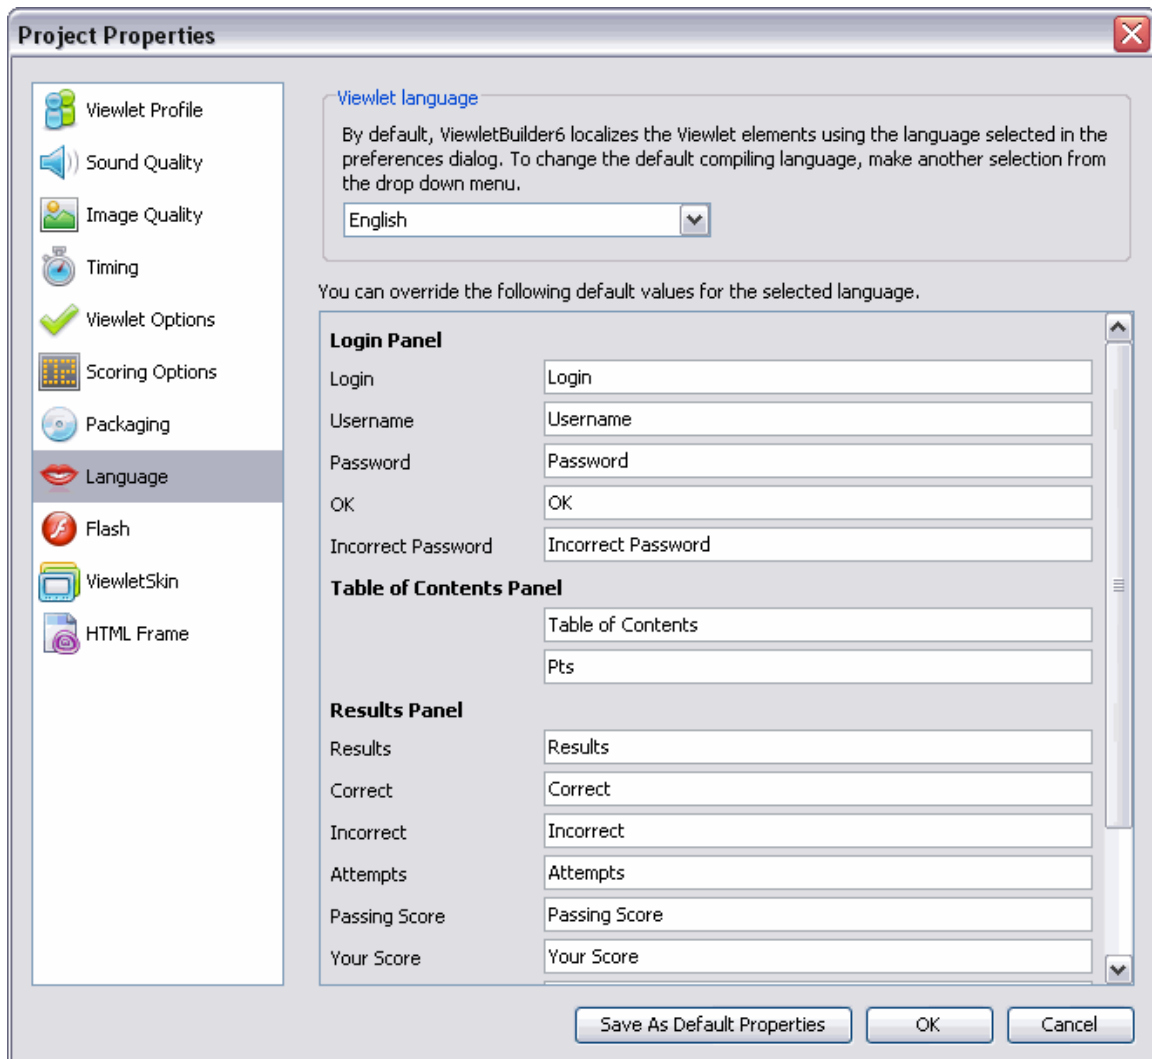 Project Properties
Viewlet Profile
Sound Quality
Image Quality
Timing
Viewlet Options
Scoring Options
Packaging
Language
Flash
ViewletSkin
HTML Frame
Viewlet language
By default, ViewletBuilder6 localizes the Viewlet elements using the language selected in the
preferences dialog. To change the default compiling language, make another selection from
the drop down menu.
English
You can override the following default values for the selected language.
Login Panel
Login Login
Username Username
Password Password
OK OK
Incorrect Password Incorrect Password
Table of Contents Panel
Table of Contents
Pts
Results Panel
Results Results
Correct Correct
Incorrect Incorrect
Attempts Attempts
Passing Score Passing Score
Your Score Your Score
Save As Default Properties OK Cancel